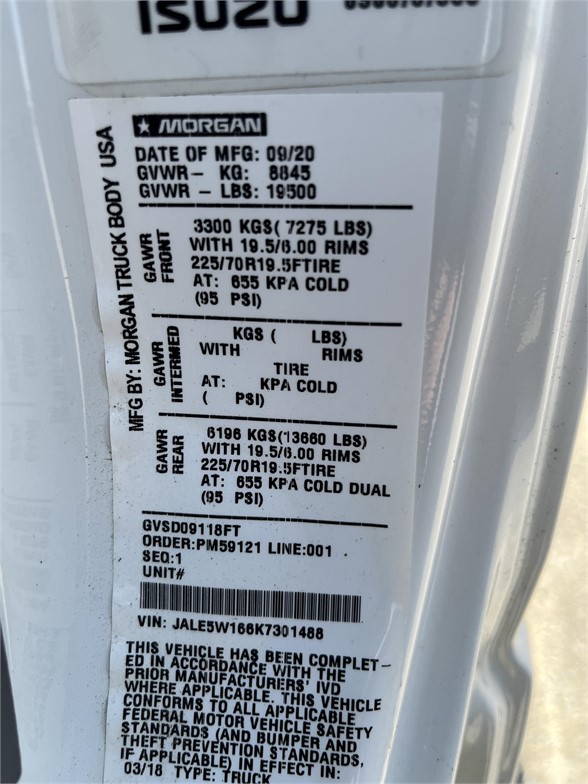 ISUZU
★ MORGAN
DATE OF MFG: 09/20
GVWR— KG: 8845
GVWR — LBS: 19500
MFG BY: MORGAN TRUCK BODY USA
GAWR
FRONT
3300 KGS( 7275 LBS)
WITH 19.5/6.00 RIMS
225/70R19.5FTIRE
AT: 655 KPA COLD
(95 PSI)
GAWR
INTERMED
KGS ( LBS)
WITH RIMS
TIRE
AT: KPA COLD
( PSI)
GAWR
REAR
6196 KGS(13660 LBS)
WITH 19.5/6.00 RIMS
225/70R19.5FTIRE
AT: 655 KPA COLD DUAL
(95 PSI)
GVSD09118FT
ORDER:PM59121 LINE:001
SEQ:1
UNIT#
VIN: JALE5W166K7301488
THIS VEHICLE HAS BEEN COMPLET-
ED IN ACCORDANCE WITH THE
PRIOR MANUFACTURERS' IVD
WHERE APPLICABLE. THIS VEHICLE
CONFORMS TO ALL APPLICABLE
FEDERAL MOTOR VEHICLE SAFETY
STANDARDS (AND BUMPER AND
THEFT PREVENTION STANDARDS,
IF APPLICABLE) IN EFFECT IN:
03/18 TYPE: TRUCK